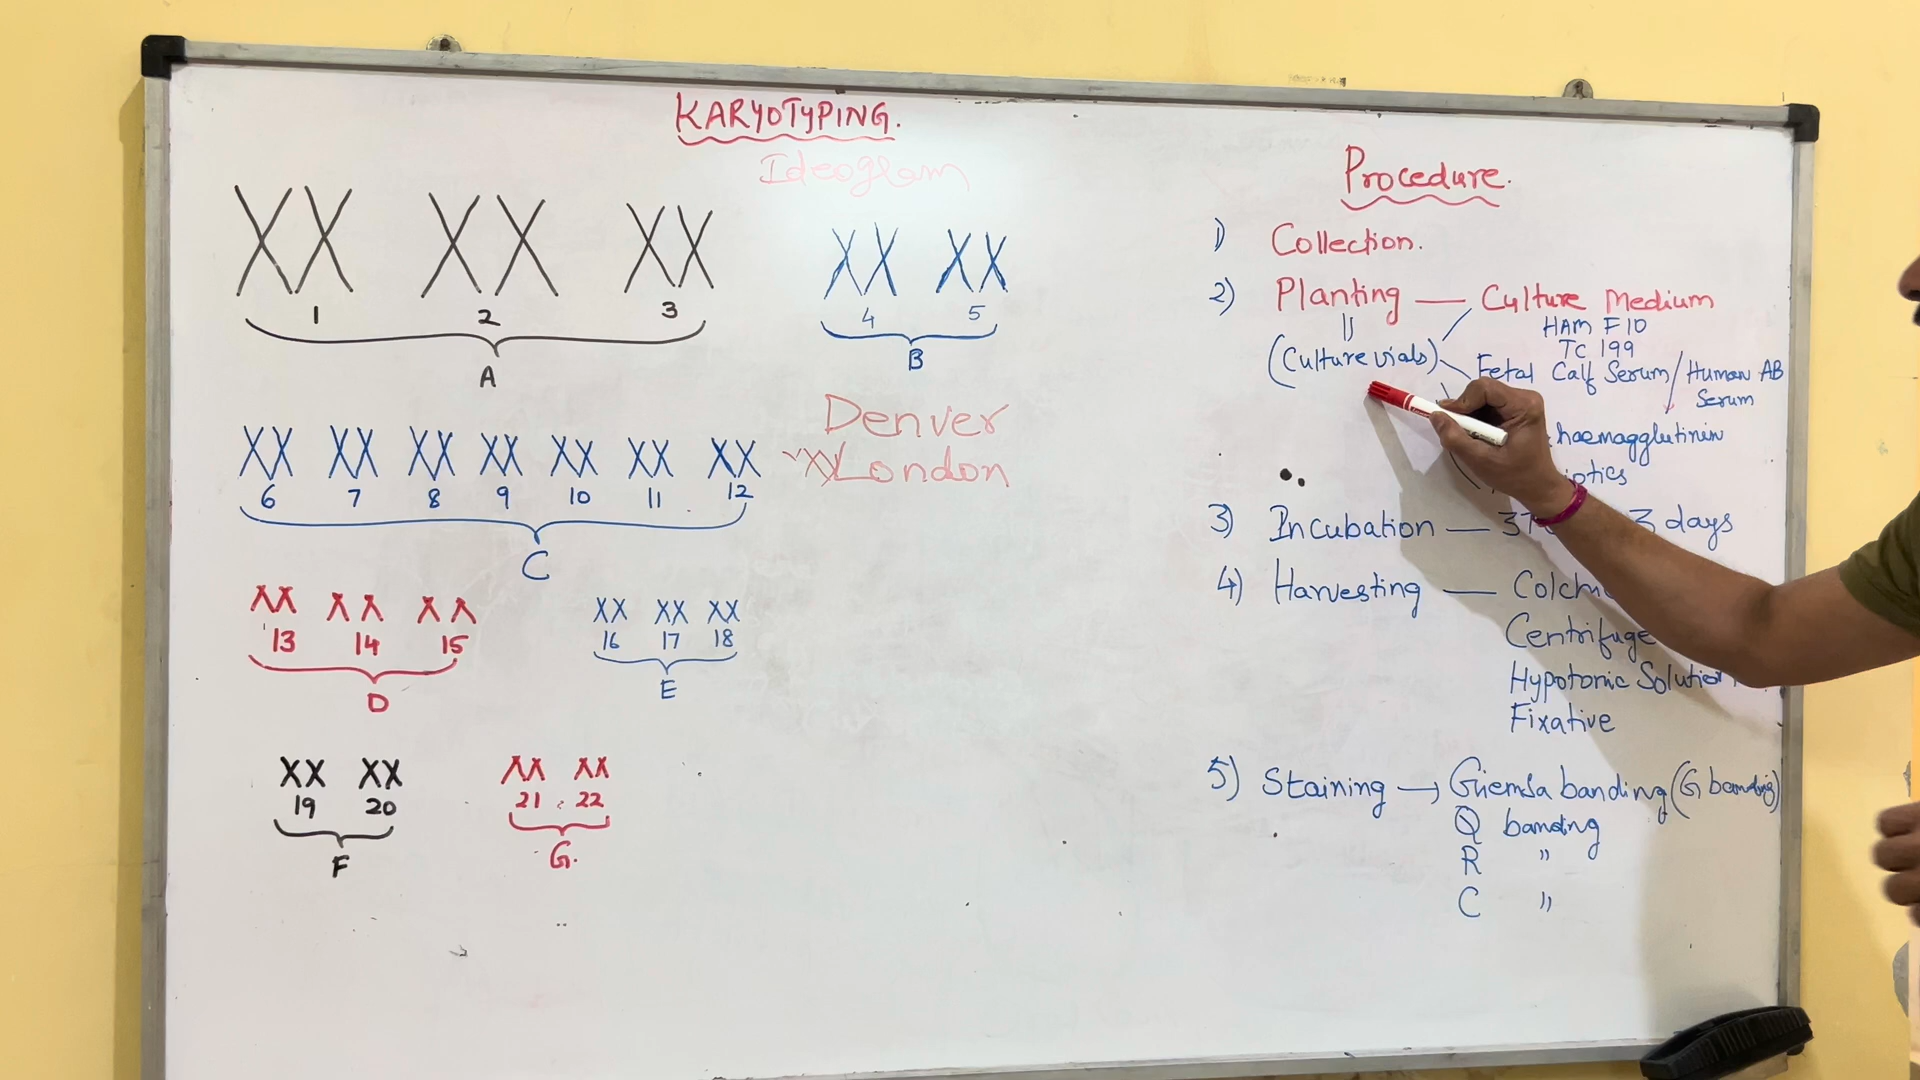 KARYOTYPING.
Ideogram
1 2 3
A
4 5
B
Denver
London
6 7 8 9 10 11 12
C
13 14 15
D
16 17 18
E
19 20
F
21 22
G.
Procedure.
1) Collection.
2) Planting — Culture Medium
HAM F10
TC 199
(Culture vials)
Fetal Calf Serum / Human AB
Serum
haemagglutinin
3) Incubation — 3 days
4) Harvesting —
Centrifuge
Hypotonic Solution
Fixative
5) Staining → Giemsa banding (G banding)
Q banding
R "
C "